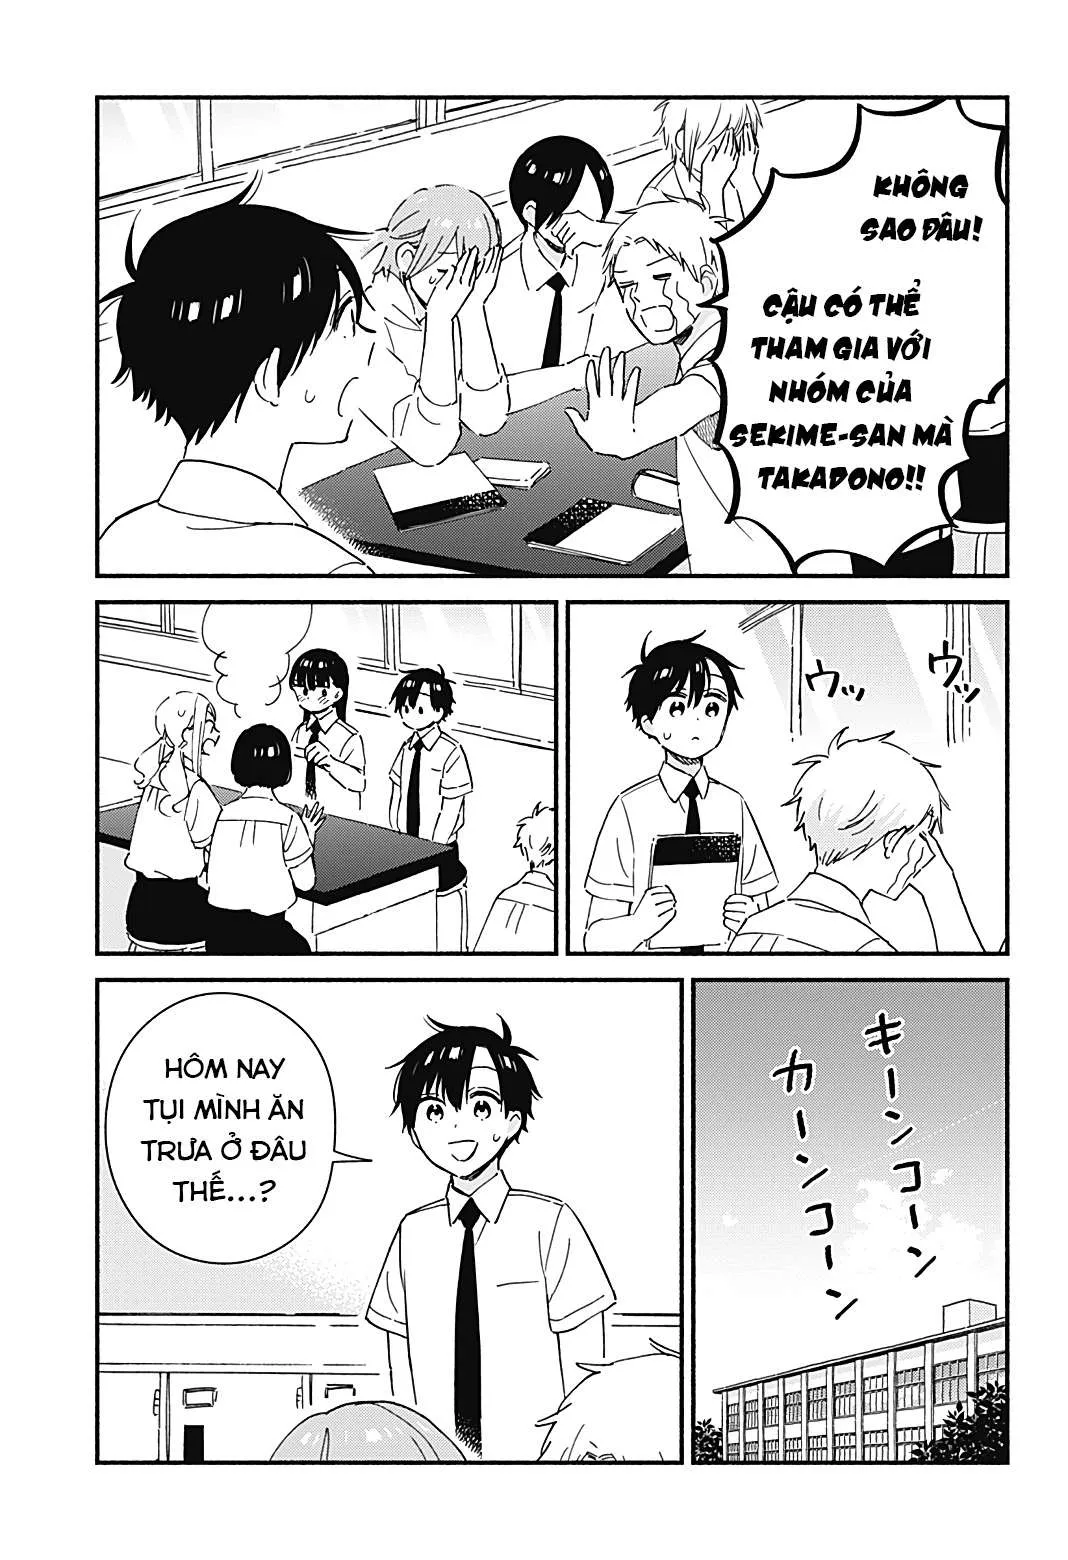 KHÔNG
SAO ĐÂU!
CẬU CÓ THỂ
THAM GIA VỚI
NHÓM CỦA
SEKIME-SAN MÀ
TAKADONO!!
ウッ
ウッ
キーンコーン
カーンコーン
HÔM NAY
TỤI MÌNH ĂN
TRƯA Ở ĐÂU
THẾ...?